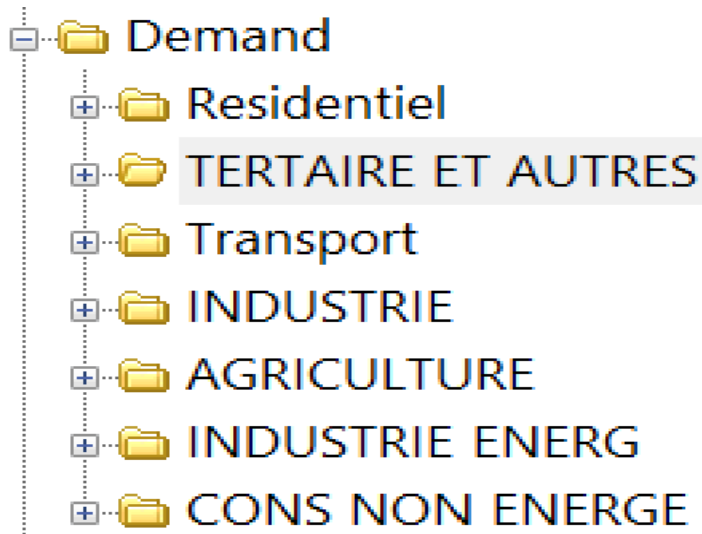 Demand
Residentiel
TERTAIRE ET AUTRES
Transport
INDUSTRIE
AGRICULTURE
INDUSTRIE ENERG
CONS NON ENERGE